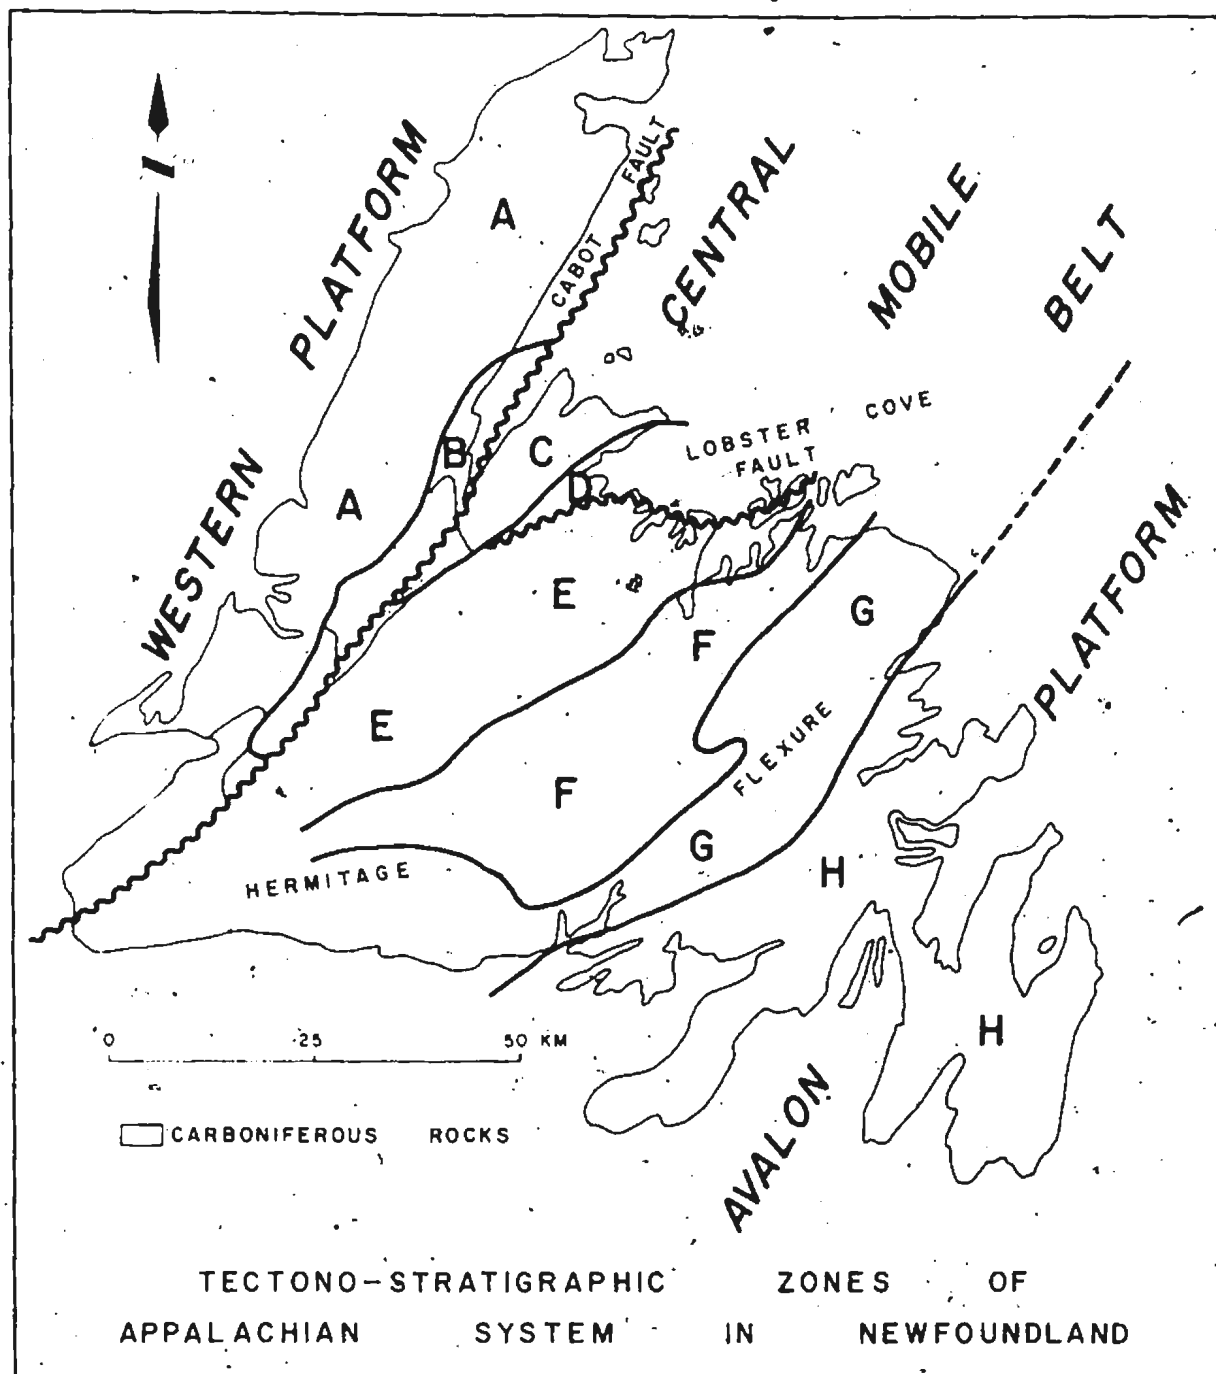 WESTERN PLATFORM
CENTRAL MOBILE BELT
AVALON PLATFORM
CABOT FAULT
LOBSTER COVE
FAULT
HERMITAGE FLEXURE
A
A
B
C
D
E
E
F
F
G
G
H
H
0 25 50 KM
CARBONIFEROUS ROCKS
TECTONO-STRATIGRAPHIC ZONES OF
APPALACHIAN SYSTEM IN NEWFOUNDLAND